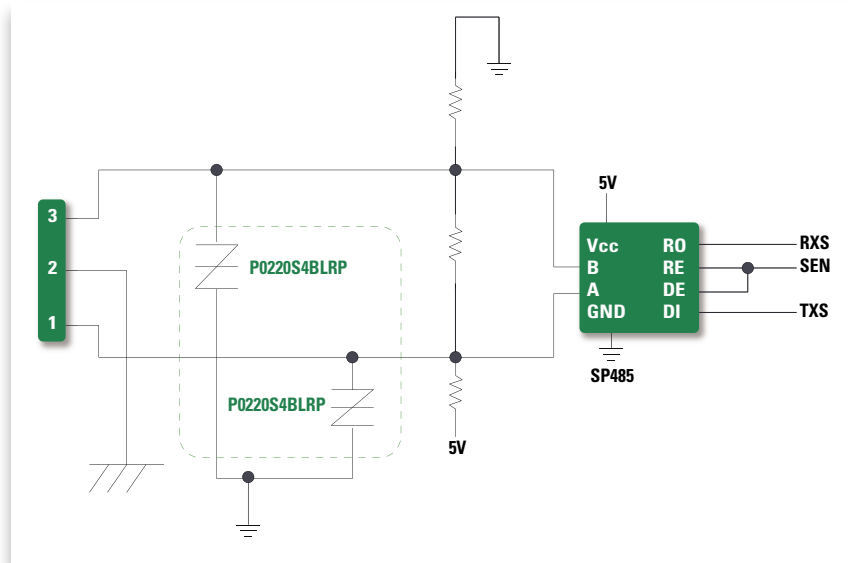 5V
3
2
1
P0220S4BLRP
P0220S4BLRP
5V
Vcc RO
B RE
A DE
GND DI
SP485
RXS
SEN
TXS